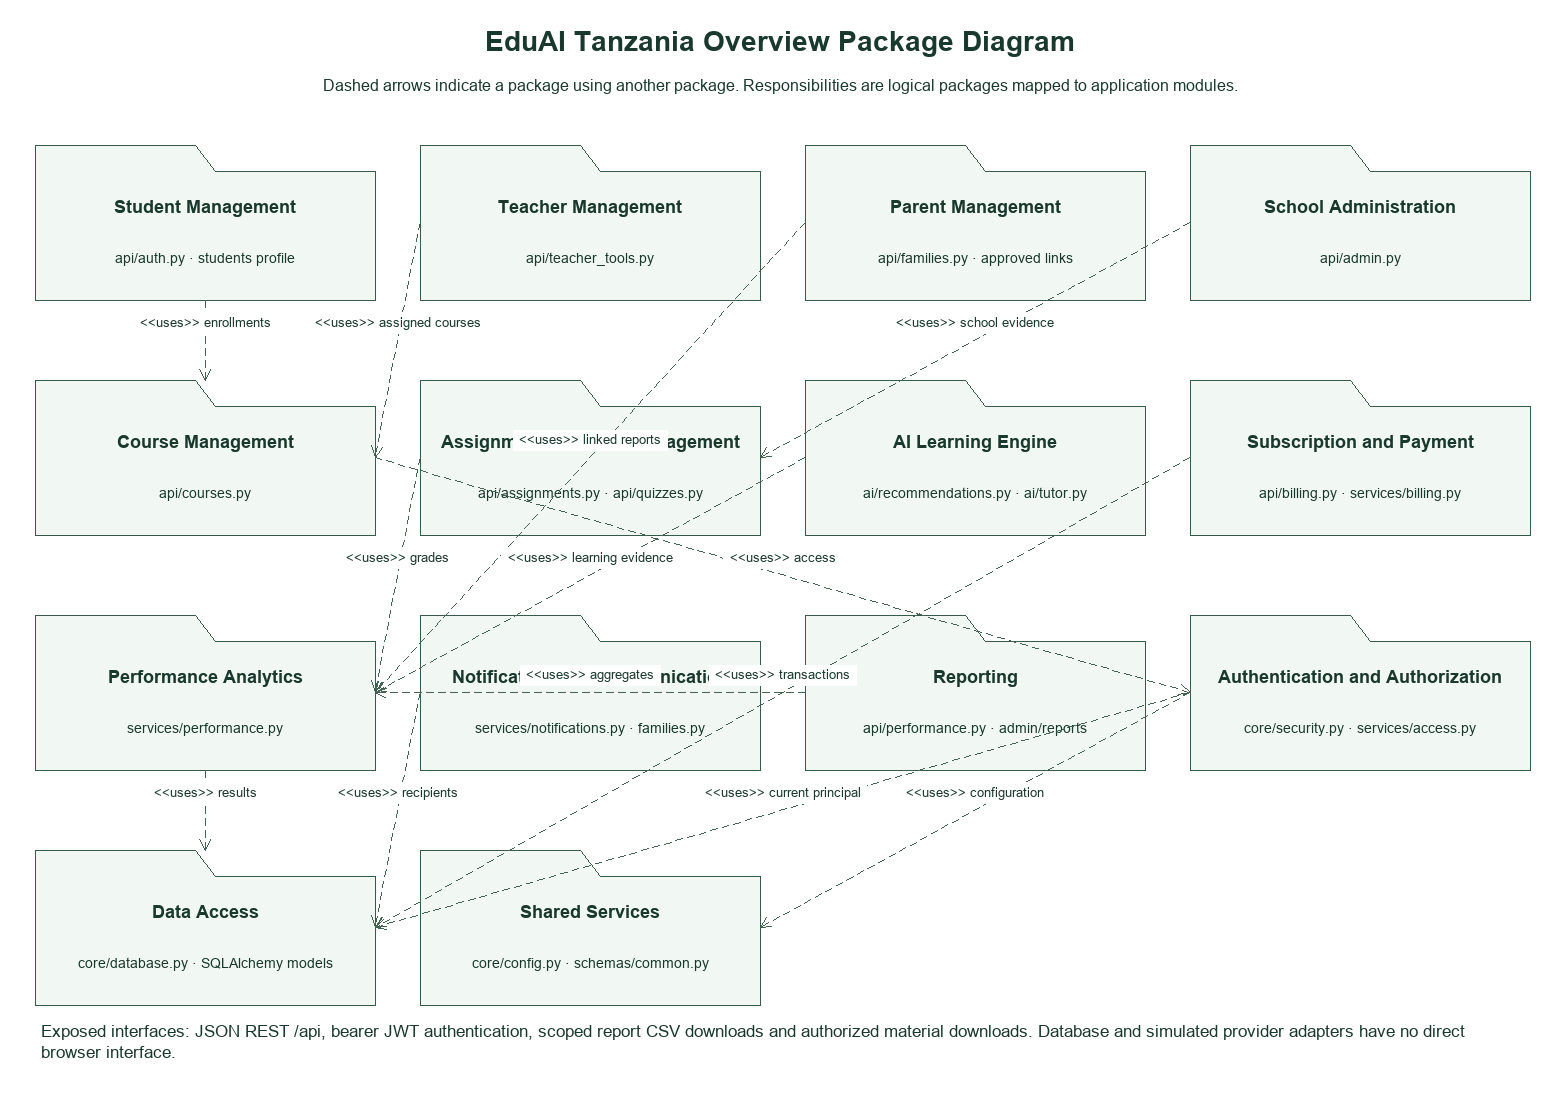 EduAI Tanzania Overview Package Diagram
Dashed arrows indicate a package using another package. Responsibilities are logical packages mapped to application modules.
Student Management
api/auth.py · students profile
Teacher Management
api/teacher_tools.py
Parent Management
api/families.py · approved links
School Administration
api/admin.py
<<uses>> enrollments
<<uses>> assigned courses
<<uses>> school evidence
Course Management
api/courses.py
<<uses>> linked reports
api/assignments.py · api/quizzes.py
AI Learning Engine
ai/recommendations.py · ai/tutor.py
Subscription and Payment
api/billing.py · services/billing.py
<<uses>> grades
<<uses>> learning evidence
<<uses>> access
Performance Analytics
services/performance.py
<<uses>> aggregates
<<uses>> transactions
services/notifications.py · families.py
Reporting
api/performance.py · admin/reports
Authentication and Authorization
core/security.py · services/access.py
<<uses>> results
<<uses>> recipients
<<uses>> current principal
<<uses>> configuration
Data Access
core/database.py · SQLAlchemy models
Shared Services
core/config.py · schemas/common.py
Exposed interfaces: JSON REST /api, bearer JWT authentication, scoped report CSV downloads and authorized material downloads. Database and simulated provider adapters have no direct
browser interface.